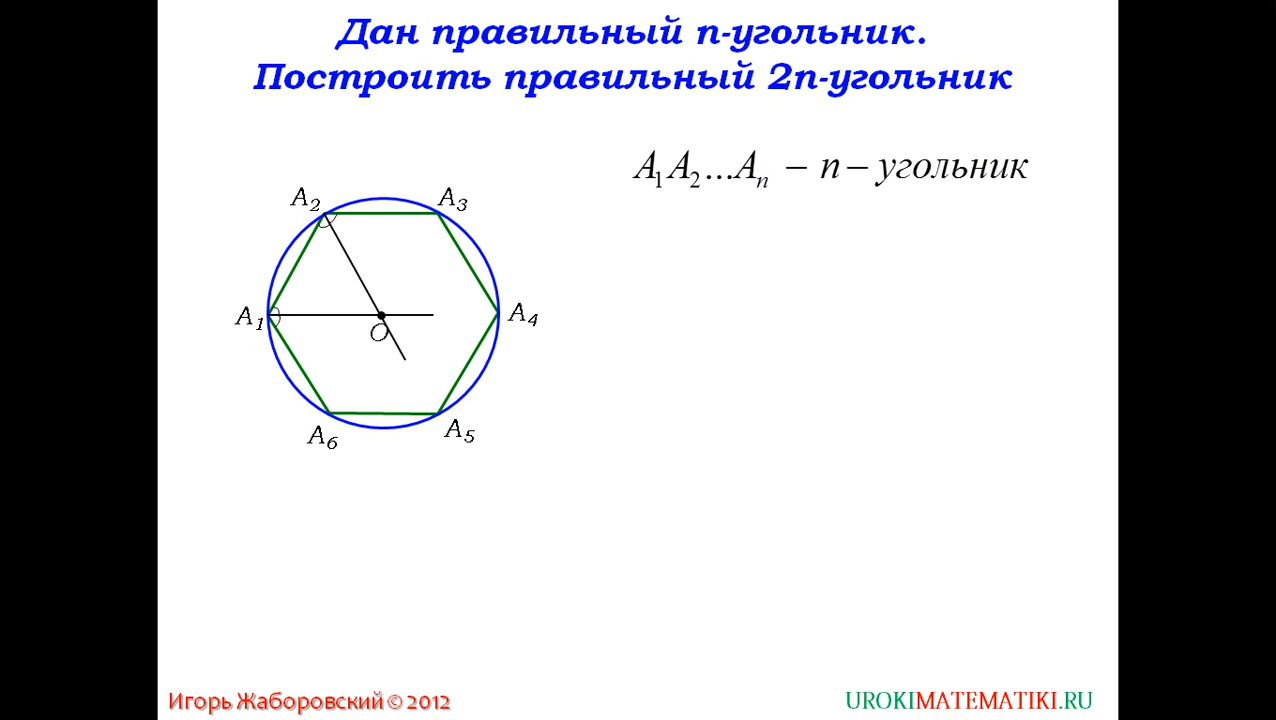 Дан правильный n-угольник.
Построить правильный 2n-угольник
A₁A₂...Aₙ – n – угольник
A₂
A₃
A₁
O
A₄
A₆
A₅
Игорь Жаборовский © 2012
UROKIMATEMATIKI.RU